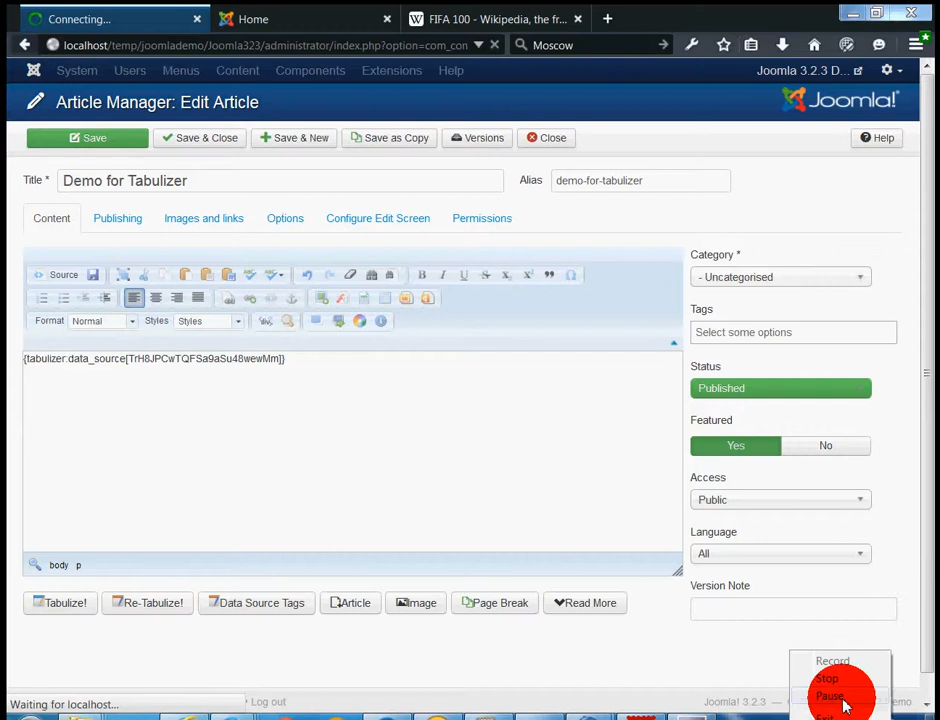 Connecting...
Home
FIFA 100 - Wikipedia, the fr...
localhost/temp/joomlademo/Joomla323/administrator/index.php?option=com_con
Moscow
System Users Menus Content Components Extensions Help
Joomla 3.2.3 D...
Article Manager: Edit Article
Joomla!
Save
Save & Close
Save & New
Save as Copy
Versions
Close
Help
Title *
Demo for Tabulizer
Alias
demo-for-tabulizer
Content Publishing Images and links Options Configure Edit Screen Permissions
Source
Format Normal Styles Styles
{tabulizer:data_source[TrH8JPCwTQFSa9aSu48wewMm]}
body p
Tabulize!
Re-Tabulize!
Data Source Tags
Article
Image
Page Break
Read More
Category *
- Uncategorised
Tags
Select some options
Status
Published
Featured
Yes No
Access
Public
Language
All
Version Note
Record
Stop
Pause
Exit
Waiting for localhost...
Log out
Joomla! 3.2.3